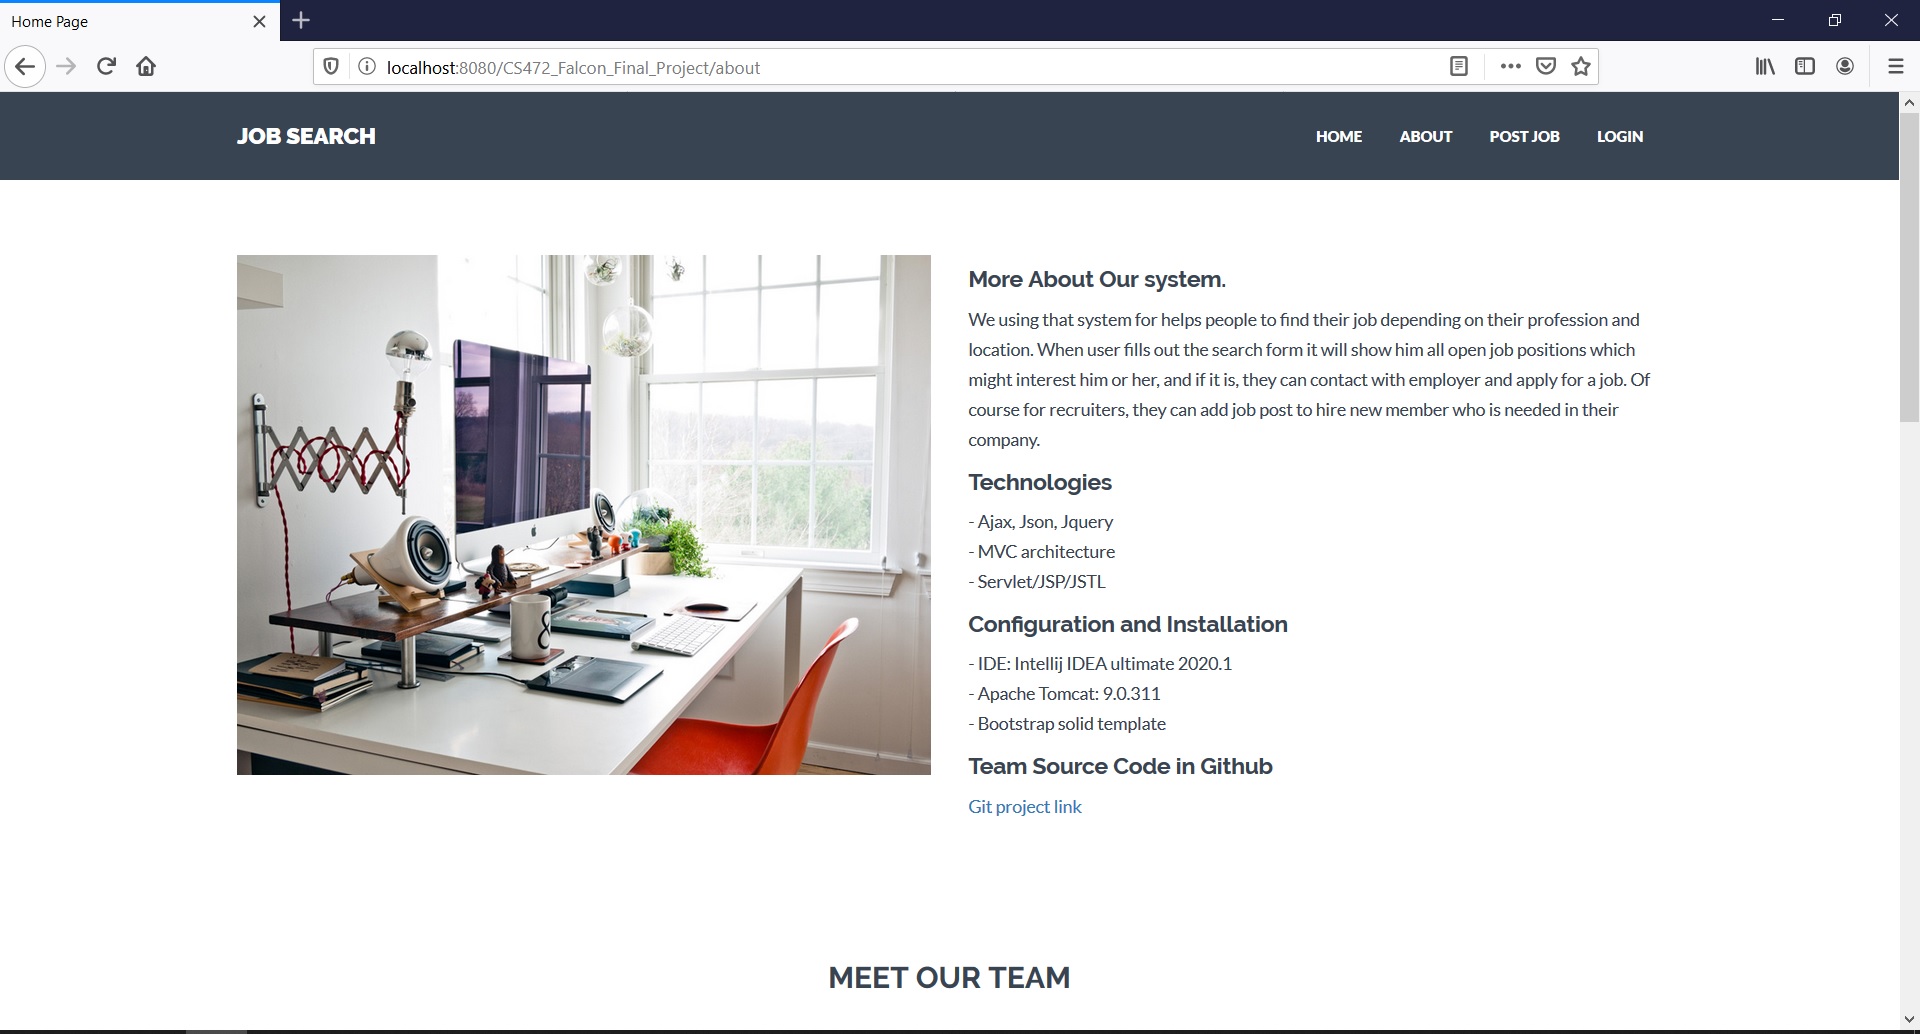 Home Page
localhost:8080/CS472_Falcon_Final_Project/about
JOB SEARCH
HOME ABOUT POST JOB LOGIN
More About Our system.
We using that system for helps people to find their job depending on their profession and
location. When user fills out the search form it will show him all open job positions which
might interest him or her, and if it is, they can contact with employer and apply for a job. Of
course for recruiters, they can add job post to hire new member who is needed in their
company.
Technologies
- Ajax, Json, Jquery
- MVC architecture
- Servlet/JSP/JSTL
Configuration and Installation
- IDE: Intellij IDEA ultimate 2020.1
- Apache Tomcat: 9.0.311
- Bootstrap solid template
Team Source Code in Github
Git project link
8
MEET OUR TEAM